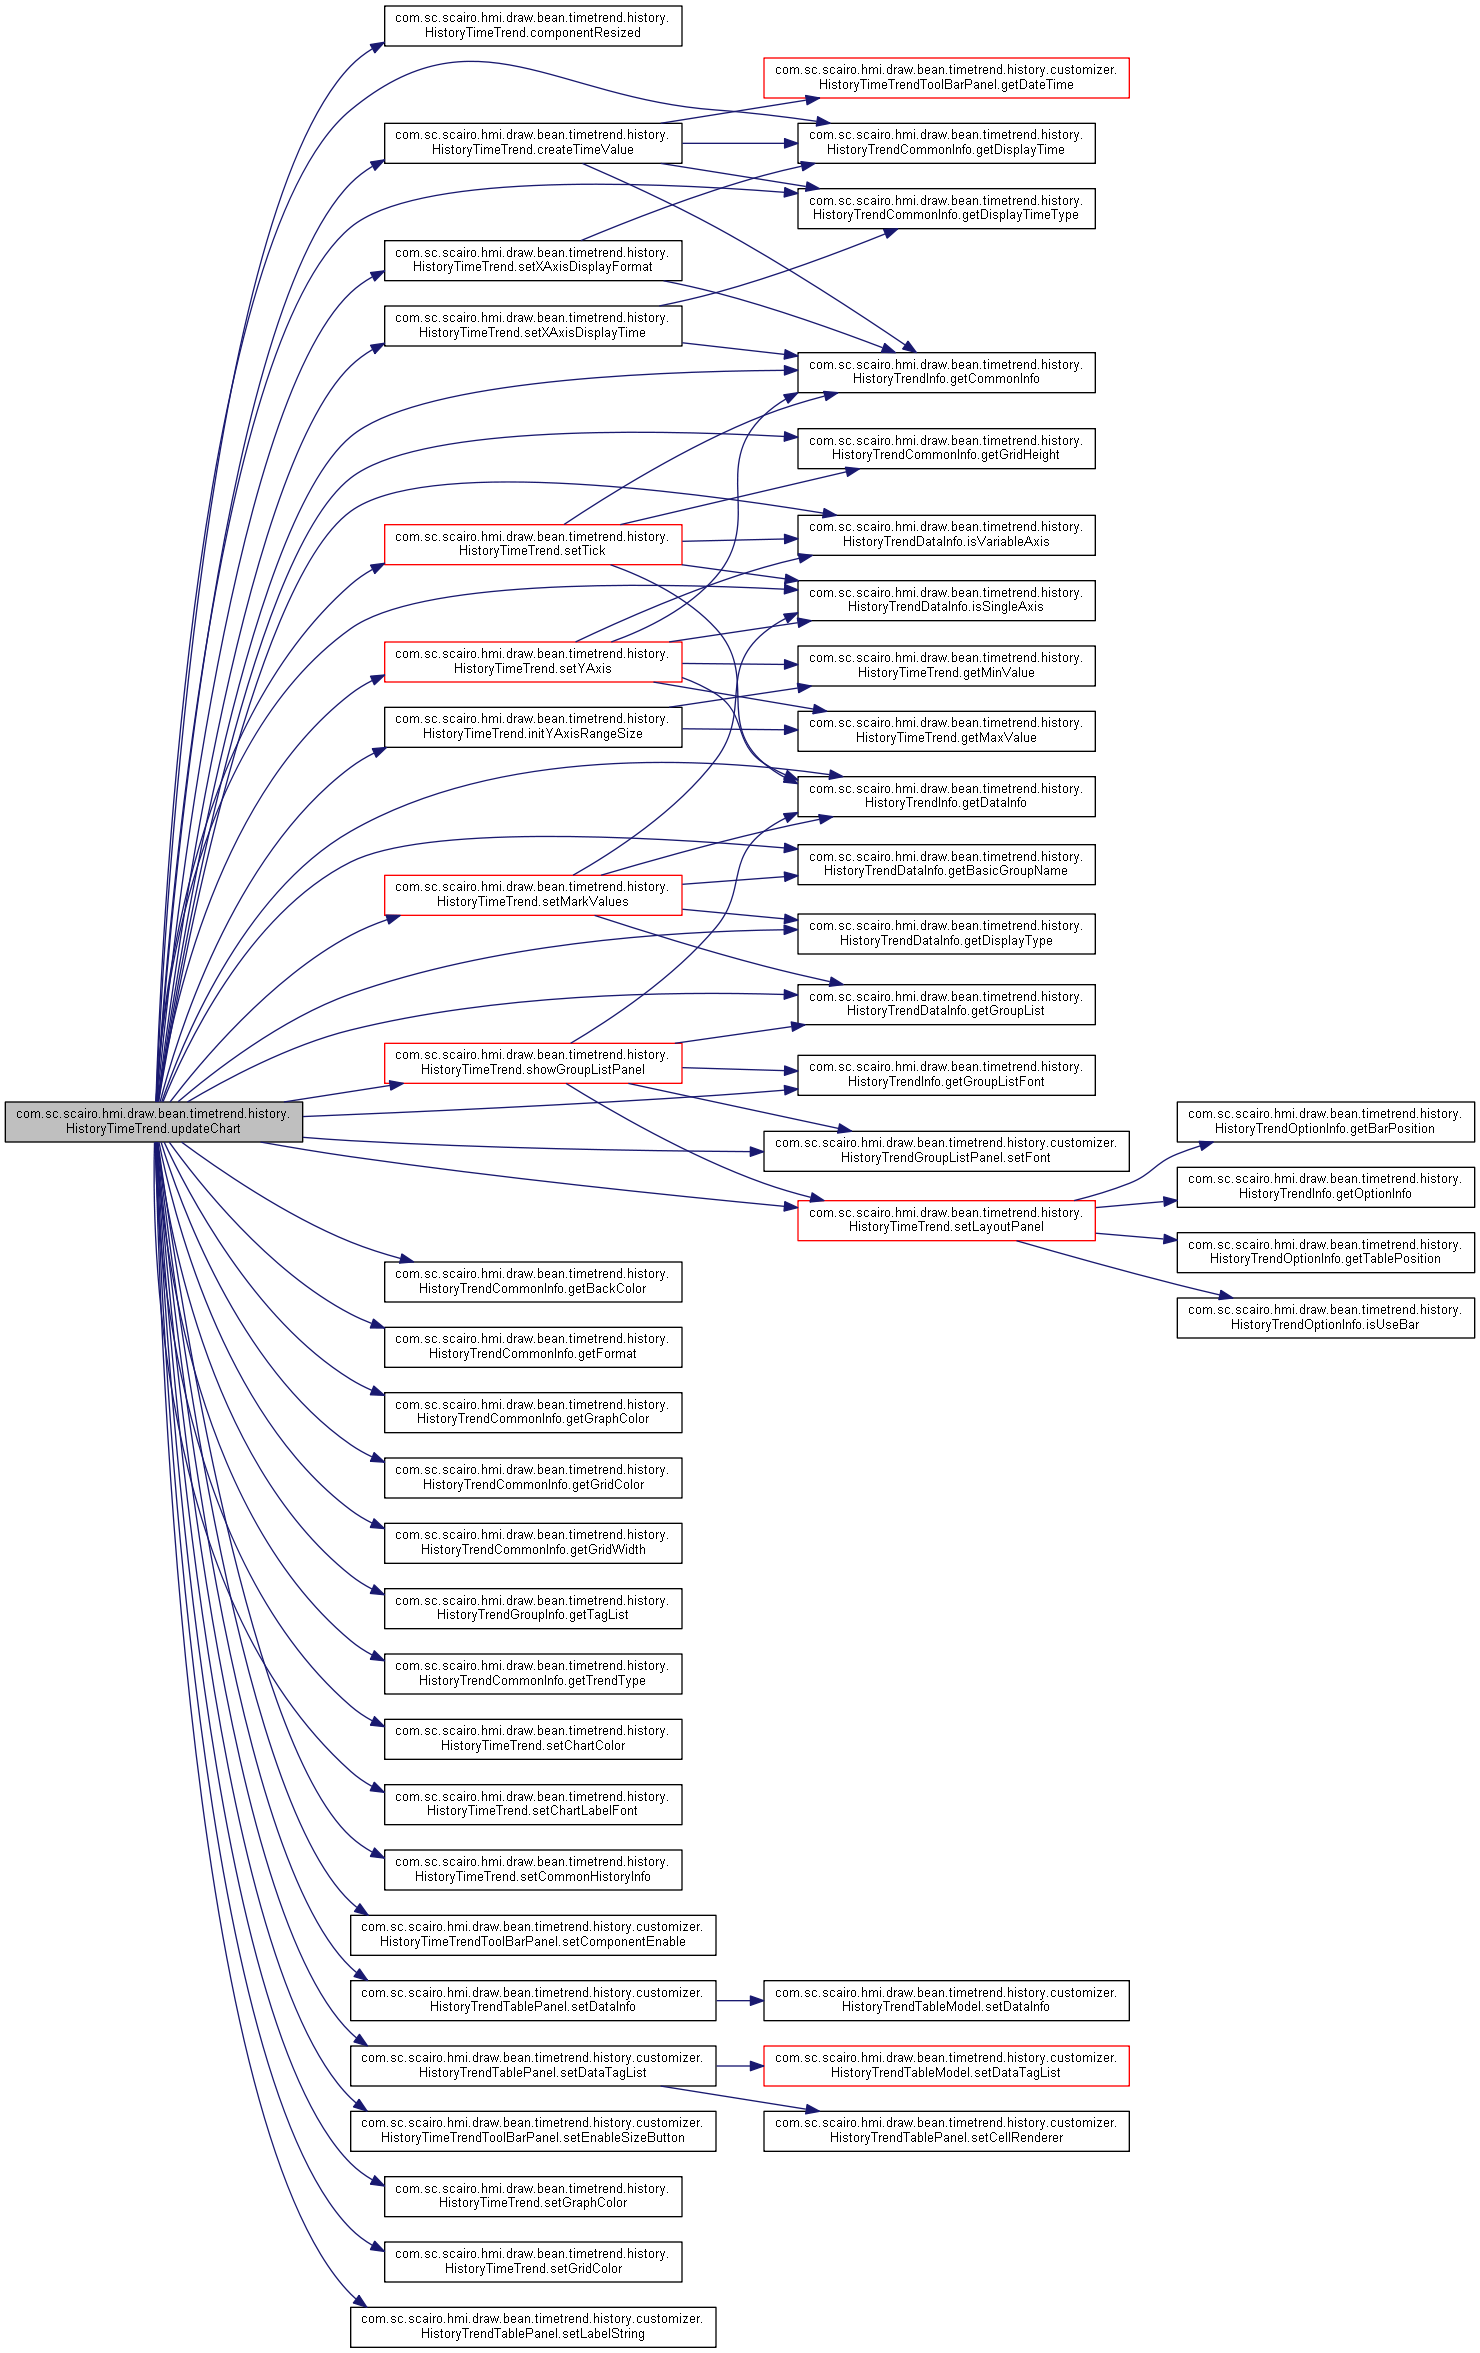 com.sc.scairo.hmi.draw.bean.timetrend.history.
HistoryTimeTrend.updateChart
com.sc.scairo.hmi.draw.bean.timetrend.history.
HistoryTimeTrend.componentResized
com.sc.scairo.hmi.draw.bean.timetrend.history.
HistoryTimeTrend.createTimeValue
com.sc.scairo.hmi.draw.bean.timetrend.history.
HistoryTimeTrend.setXAxisDisplayFormat
com.sc.scairo.hmi.draw.bean.timetrend.history.
HistoryTimeTrend.setXAxisDisplayTime
com.sc.scairo.hmi.draw.bean.timetrend.history.
HistoryTimeTrend.setTick
com.sc.scairo.hmi.draw.bean.timetrend.history.
HistoryTimeTrend.setYAxis
com.sc.scairo.hmi.draw.bean.timetrend.history.
HistoryTimeTrend.initYAxisRangeSize
com.sc.scairo.hmi.draw.bean.timetrend.history.
HistoryTimeTrend.setMarkValues
com.sc.scairo.hmi.draw.bean.timetrend.history.
HistoryTimeTrend.showGroupListPanel
com.sc.scairo.hmi.draw.bean.timetrend.history.
HistoryTrendCommonInfo.getBackColor
com.sc.scairo.hmi.draw.bean.timetrend.history.
HistoryTrendCommonInfo.getFormat
com.sc.scairo.hmi.draw.bean.timetrend.history.
HistoryTrendCommonInfo.getGraphColor
com.sc.scairo.hmi.draw.bean.timetrend.history.
HistoryTrendCommonInfo.getGridColor
com.sc.scairo.hmi.draw.bean.timetrend.history.
HistoryTrendCommonInfo.getGridWidth
com.sc.scairo.hmi.draw.bean.timetrend.history.
HistoryTrendGroupInfo.getTagList
com.sc.scairo.hmi.draw.bean.timetrend.history.
HistoryTrendCommonInfo.getTrendType
com.sc.scairo.hmi.draw.bean.timetrend.history.
HistoryTimeTrend.setChartColor
com.sc.scairo.hmi.draw.bean.timetrend.history.
HistoryTimeTrend.setChartLabelFont
com.sc.scairo.hmi.draw.bean.timetrend.history.
HistoryTimeTrend.setCommonHistoryInfo
com.sc.scairo.hmi.draw.bean.timetrend.history.customizer.
HistoryTimeTrendToolBarPanel.setComponentEnable
com.sc.scairo.hmi.draw.bean.timetrend.history.customizer.
HistoryTrendTablePanel.setDataInfo
com.sc.scairo.hmi.draw.bean.timetrend.history.customizer.
HistoryTrendTablePanel.setDataTagList
com.sc.scairo.hmi.draw.bean.timetrend.history.customizer.
HistoryTimeTrendToolBarPanel.setEnableSizeButton
com.sc.scairo.hmi.draw.bean.timetrend.history.
HistoryTimeTrend.setGraphColor
com.sc.scairo.hmi.draw.bean.timetrend.history.
HistoryTimeTrend.setGridColor
com.sc.scairo.hmi.draw.bean.timetrend.history.customizer.
HistoryTrendTablePanel.setLabelString
com.sc.scairo.hmi.draw.bean.timetrend.history.customizer.
HistoryTimeTrendToolBarPanel.getDateTime
com.sc.scairo.hmi.draw.bean.timetrend.history.
HistoryTrendCommonInfo.getDisplayTime
com.sc.scairo.hmi.draw.bean.timetrend.history.
HistoryTrendCommonInfo.getDisplayTimeType
com.sc.scairo.hmi.draw.bean.timetrend.history.
HistoryTrendInfo.getCommonInfo
com.sc.scairo.hmi.draw.bean.timetrend.history.
HistoryTrendCommonInfo.getGridHeight
com.sc.scairo.hmi.draw.bean.timetrend.history.
HistoryTrendDataInfo.isVariableAxis
com.sc.scairo.hmi.draw.bean.timetrend.history.
HistoryTrendDataInfo.isSingleAxis
com.sc.scairo.hmi.draw.bean.timetrend.history.
HistoryTimeTrend.getMinValue
com.sc.scairo.hmi.draw.bean.timetrend.history.
HistoryTimeTrend.getMaxValue
com.sc.scairo.hmi.draw.bean.timetrend.history.
HistoryTrendInfo.getDataInfo
com.sc.scairo.hmi.draw.bean.timetrend.history.
HistoryTrendDataInfo.getBasicGroupName
com.sc.scairo.hmi.draw.bean.timetrend.history.
HistoryTrendDataInfo.getDisplayType
com.sc.scairo.hmi.draw.bean.timetrend.history.
HistoryTrendDataInfo.getGroupList
com.sc.scairo.hmi.draw.bean.timetrend.history.
HistoryTrendInfo.getGroupListFont
com.sc.scairo.hmi.draw.bean.timetrend.history.customizer.
HistoryTrendGroupListPanel.setFont
com.sc.scairo.hmi.draw.bean.timetrend.history.
HistoryTimeTrend.setLayoutPanel
com.sc.scairo.hmi.draw.bean.timetrend.history.customizer.
HistoryTrendTableModel.setDataInfo
com.sc.scairo.hmi.draw.bean.timetrend.history.customizer.
HistoryTrendTableModel.setDataTagList
com.sc.scairo.hmi.draw.bean.timetrend.history.customizer.
HistoryTrendTablePanel.setCellRenderer
com.sc.scairo.hmi.draw.bean.timetrend.history.
HistoryTrendOptionInfo.getBarPosition
com.sc.scairo.hmi.draw.bean.timetrend.history.
HistoryTrendInfo.getOptionInfo
com.sc.scairo.hmi.draw.bean.timetrend.history.
HistoryTrendOptionInfo.getTablePosition
com.sc.scairo.hmi.draw.bean.timetrend.history.
HistoryTrendOptionInfo.isUseBar